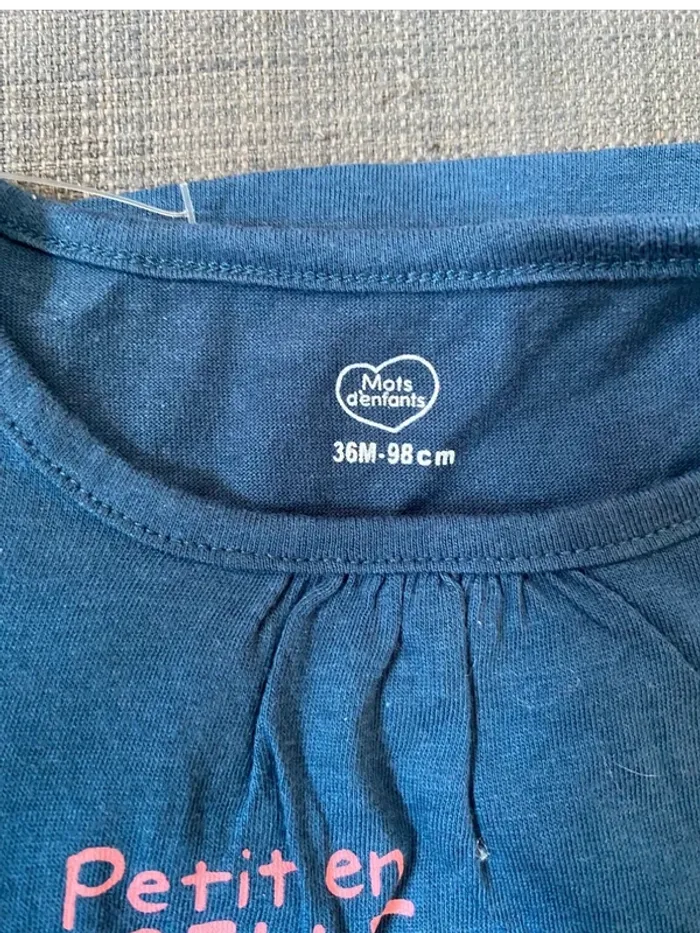 Mots
d'enfants
36M-98cm
Petit en